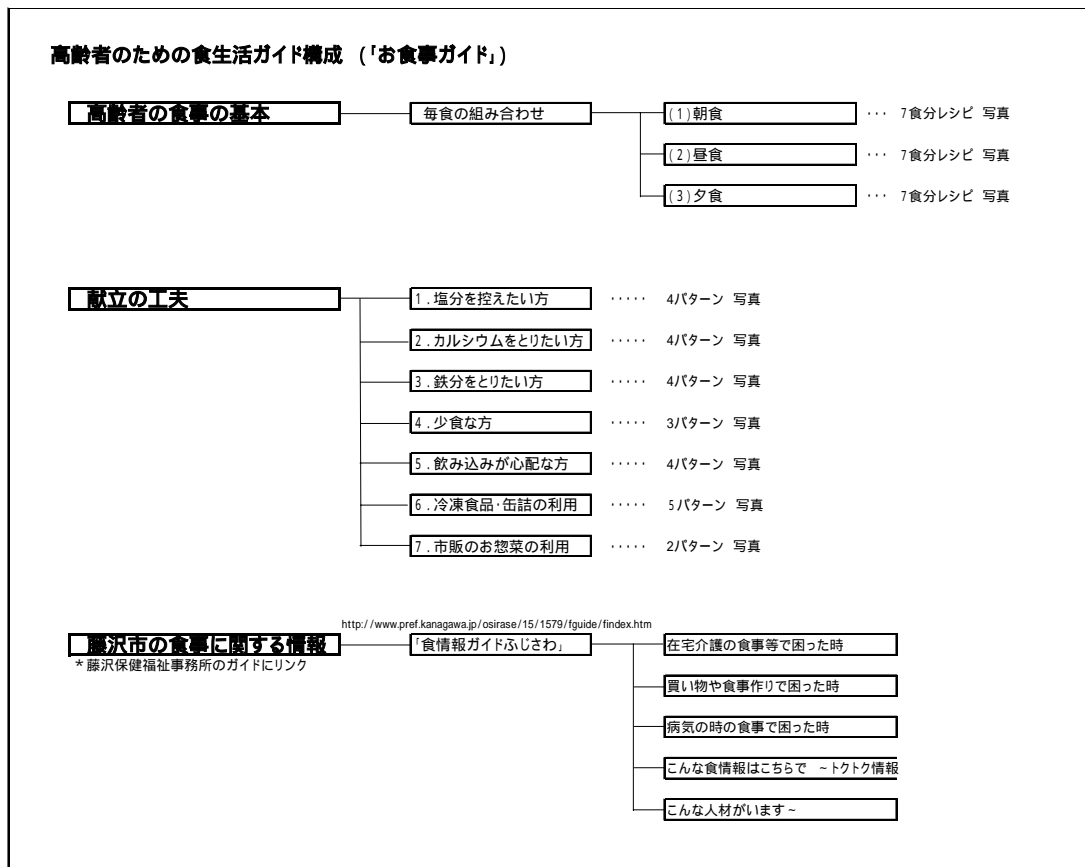 高齢者のための食生活ガイド構成 (「お食事ガイド」)
高齢者の食事の基本
毎食の組み合わせ
(1)朝食 ··· 7食分レシピ 写真
(2)昼食 ··· 7食分レシピ 写真
(3)夕食 ··· 7食分レシピ 写真
献立の工夫
1.塩分を控えたい方 ····· 4パターン 写真
2.カルシウムをとりたい方 ····· 4パターン 写真
3.鉄分をとりたい方 ····· 4パターン 写真
4.少食な方 ····· 3パターン 写真
5.飲み込みが心配な方 ····· 4パターン 写真
6.冷凍食品・缶詰の利用 ····· 5パターン 写真
7.市販のお惣菜の利用 ····· 2パターン 写真
http://www.pref.kanagawa.jp/osirase/15/1579/fguide/findex.htm
藤沢市の食事に関する情報
*藤沢保健福祉事務所のガイドにリンク
「食情報ガイドふじさわ」
在宅介護の食事等で困った時
買い物や食事作りで困った時
病気の時の食事で困った時
こんな食情報はこちらで ~トクトク情報
こんな人材がいます~